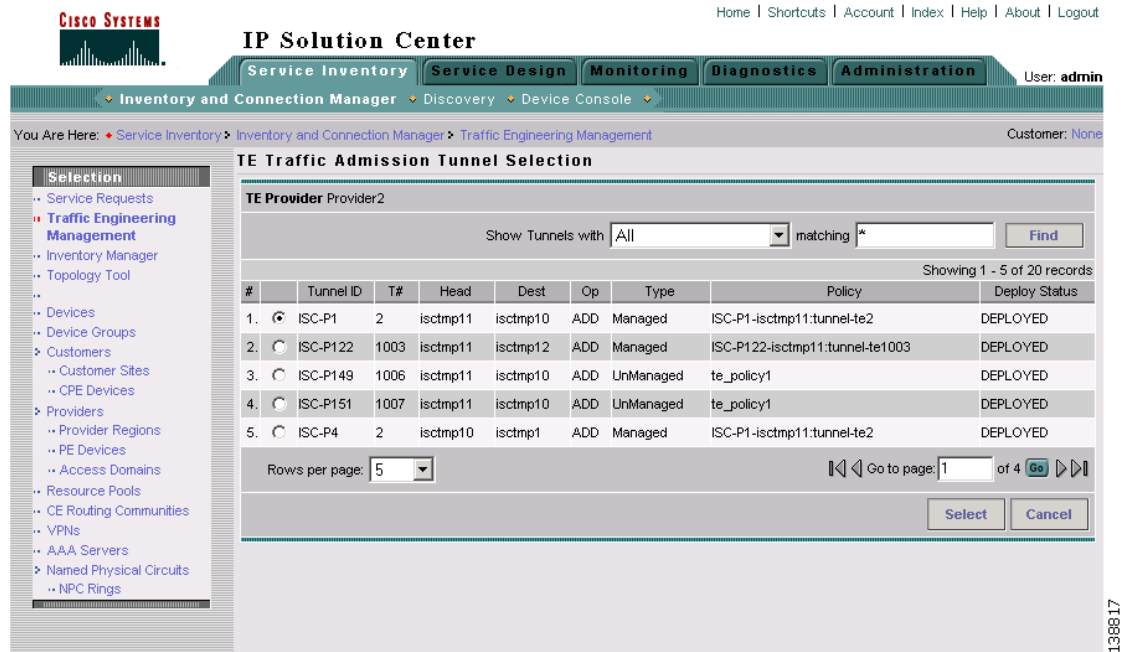 Home | Shortcuts | Account | Index | Help | About | Logout
CISCO SYSTEMS
IP Solution Center
Service Inventory Service Design Monitoring Diagnostics Administration
User: admin
Inventory and Connection Manager Discovery Device Console
You Are Here: Service Inventory Inventory and Connection Manager Traffic Engineering Management Customer: None
TE Traffic Admission Tunnel Selection
Selection
Service Requests
Traffic Engineering
Management
Inventory Manager
Topology Tool
Devices
Device Groups
Customers
Customer Sites
CPE Devices
Providers
Provider Regions
PE Devices
Access Domains
Resource Pools
CE Routing Communities
VPNs
AAA Servers
Named Physical Circuits
NPC Rings
TE Provider Provider2
Show Tunnels with All matching * Find
Showing 1 - 5 of 20 records
# Tunnel ID T# Head Dest Op Type Policy Deploy Status
1. ISC-P1 2 isctmp11 isctmp10 ADD Managed ISC-P1-isctmp11:tunnel-te2 DEPLOYED
2. ISC-P122 1003 isctmp11 isctmp12 ADD Managed ISC-P122-isctmp11:tunnel-te1003 DEPLOYED
3. ISC-P149 1006 isctmp11 isctmp10 ADD UnManaged te_policy1 DEPLOYED
4. ISC-P151 1007 isctmp11 isctmp10 ADD UnManaged te_policy1 DEPLOYED
5. ISC-P4 2 isctmp10 isctmp1 ADD Managed ISC-P1-isctmp11:tunnel-te2 DEPLOYED
Rows per page: 5 Go to page: 1 of 4 Go
Select Cancel
138817